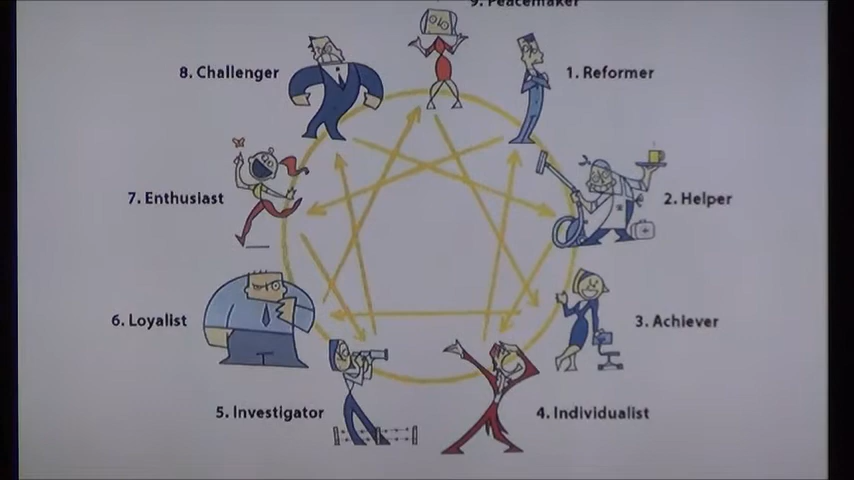 9. Peacemaker
8. Challenger
1. Reformer
7. Enthusiast
2. Helper
6. Loyalist
3. Achiever
5. Investigator
4. Individualist